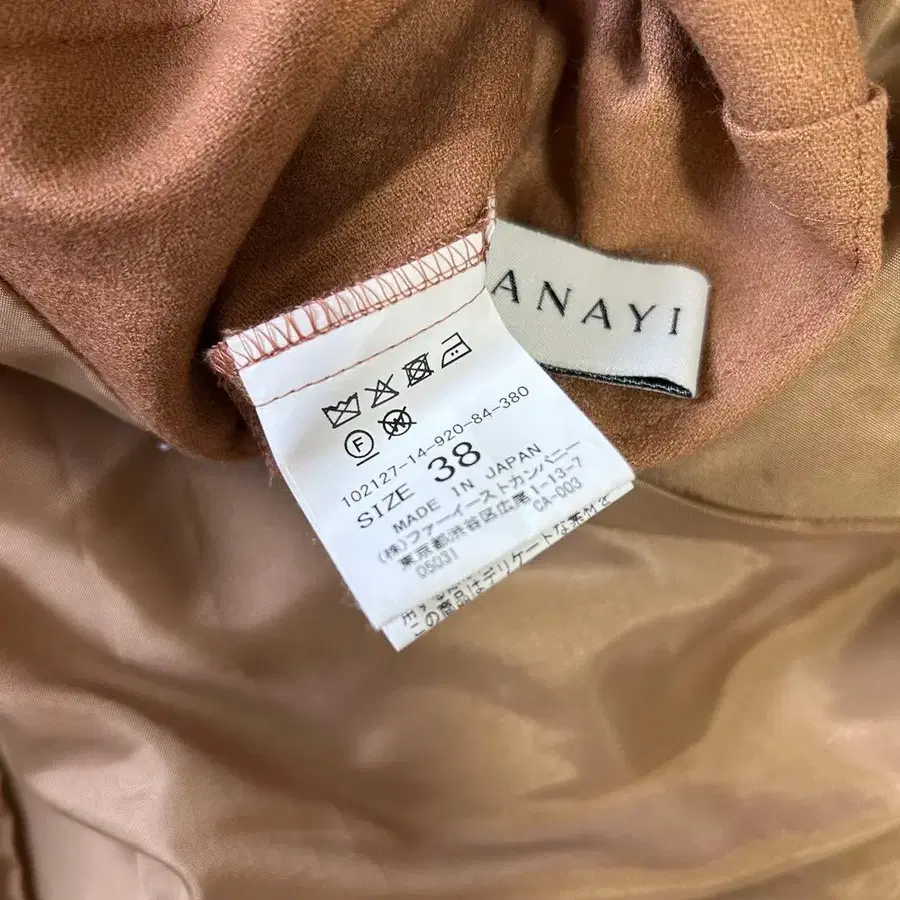 ANAYI
F
W
102127-14-920-84-380
SIZE 38
MADE IN JAPAN
(株)ファーイーストカンパニー
東京都渋谷区広尾1-13-7
05031 CA-003
この商品はデリケートな素材を